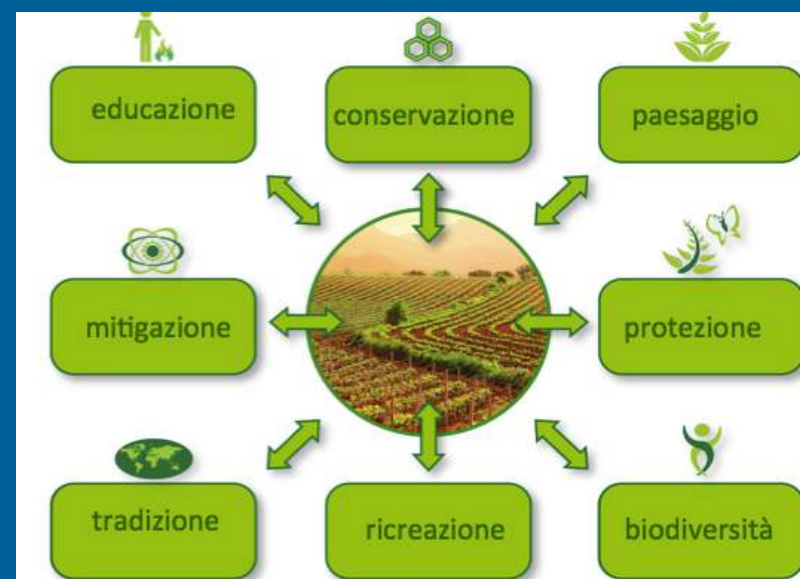 educazione
conservazione
paesaggio
mitigazione
protezione
tradizione
ricreazione
biodiversità